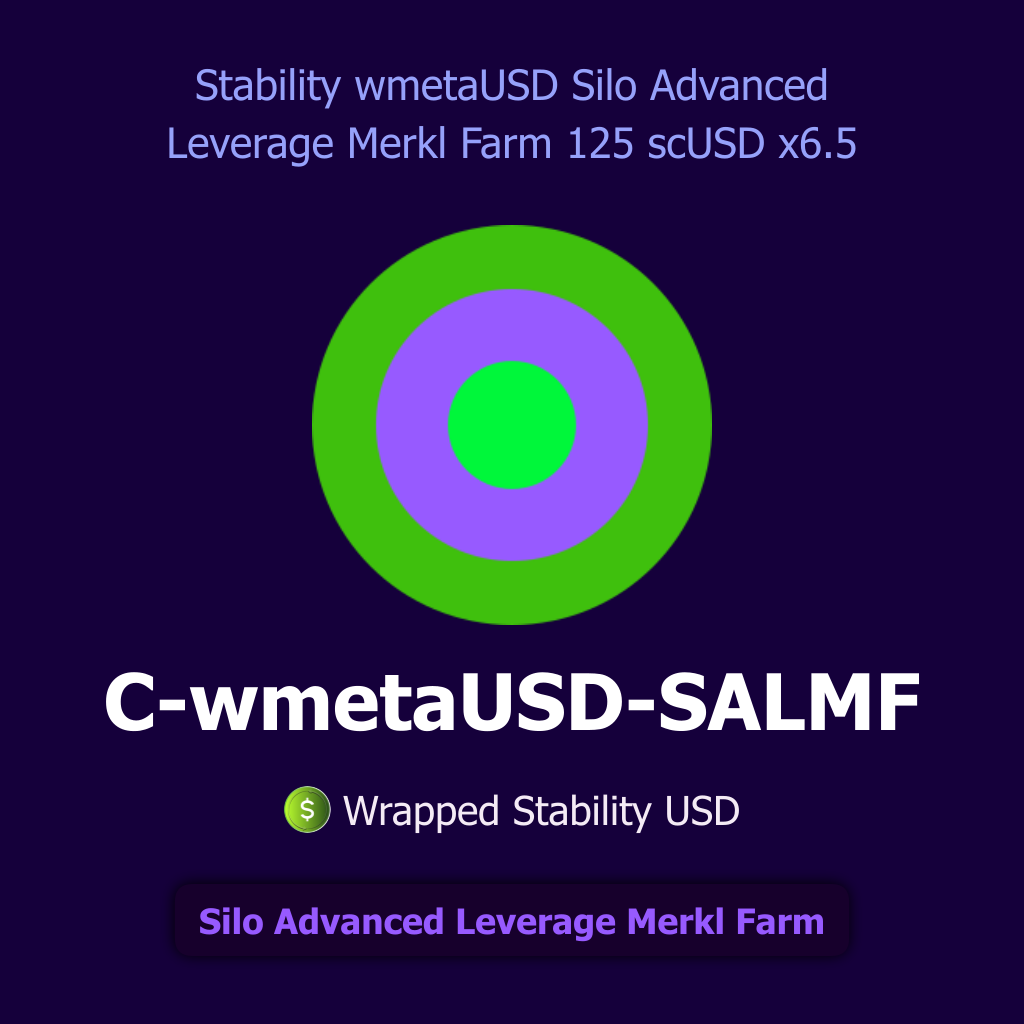 Stability wmetaUSD Silo Advanced
Leverage Merkl Farm 125 scUSD x6.5
C-wmetaUSD-SALMF
$ Wrapped Stability USD
Silo Advanced Leverage Merkl Farm